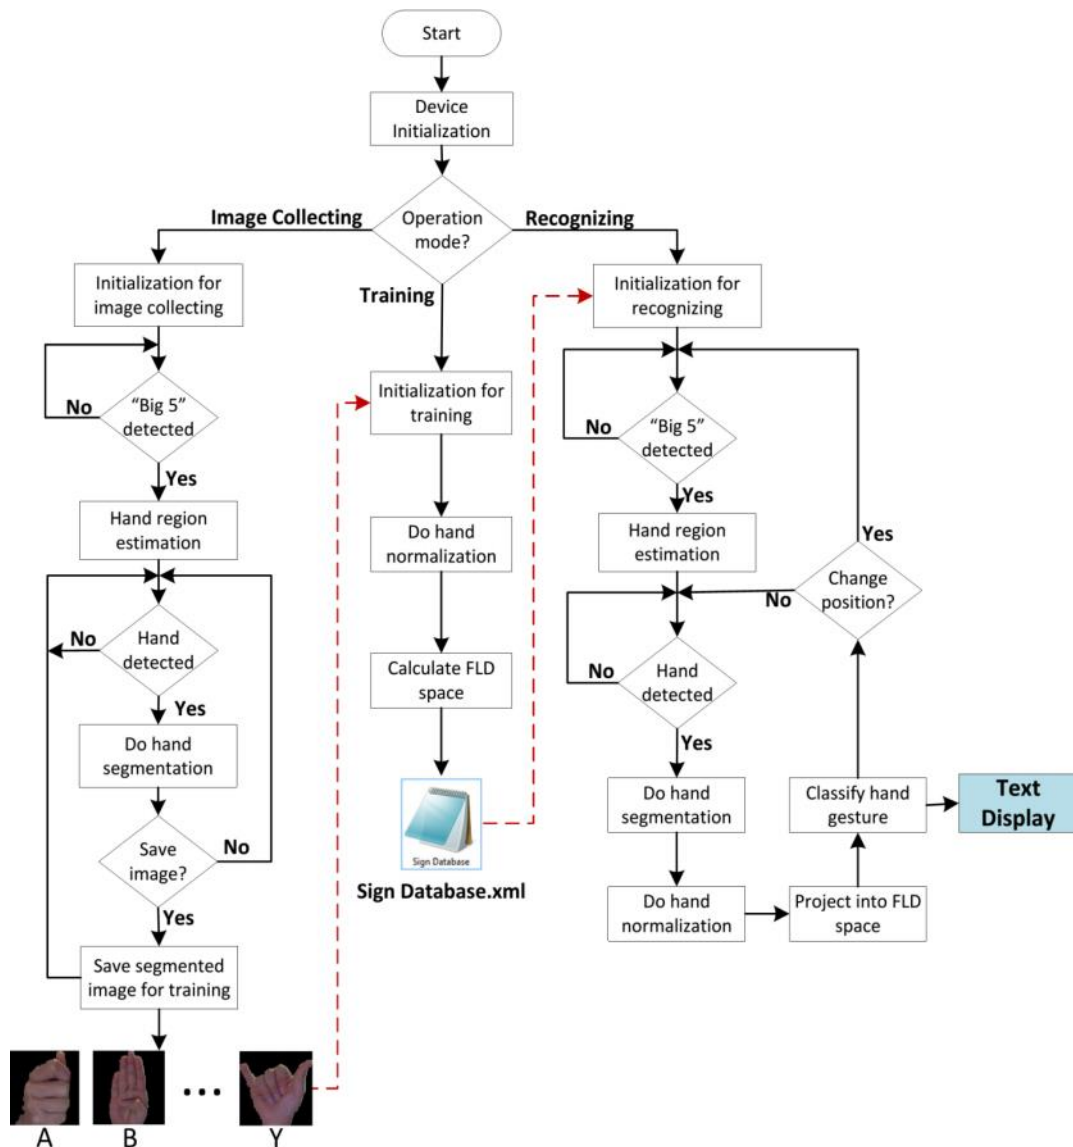 Start
Device
Initialization
Operation
mode?
Image Collecting
Recognizing
Training
Initialization for
image collecting
"Big 5"
detected
No
Yes
Hand region
estimation
Hand
detected
No
Yes
Do hand
segmentation
Save
image?
No
Yes
Save segmented
image for training
A
B
...
Y
Initialization for
training
Do hand
normalization
Calculate FLD
space
Sign Database
Sign Database.xml
Initialization for
recognizing
"Big 5"
detected
No
Yes
Hand region
estimation
Hand
detected
No
Yes
Do hand
segmentation
Do hand
normalization
Project into FLD
space
Classify hand
gesture
Text
Display
Change
position?
No
Yes